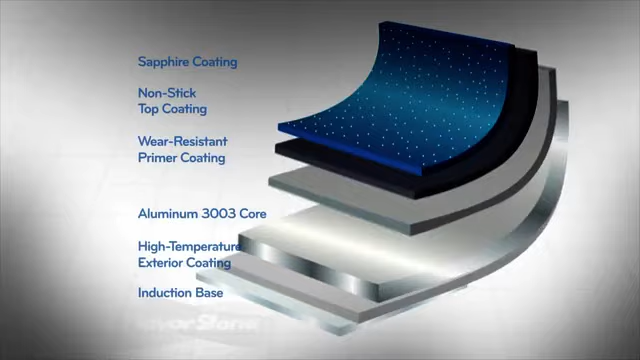 Sapphire Coating
Non-Stick
Top Coating
Wear-Resistant
Primer Coating
Aluminum 3003 Core
High-Temperature
Exterior Coating
Induction Base